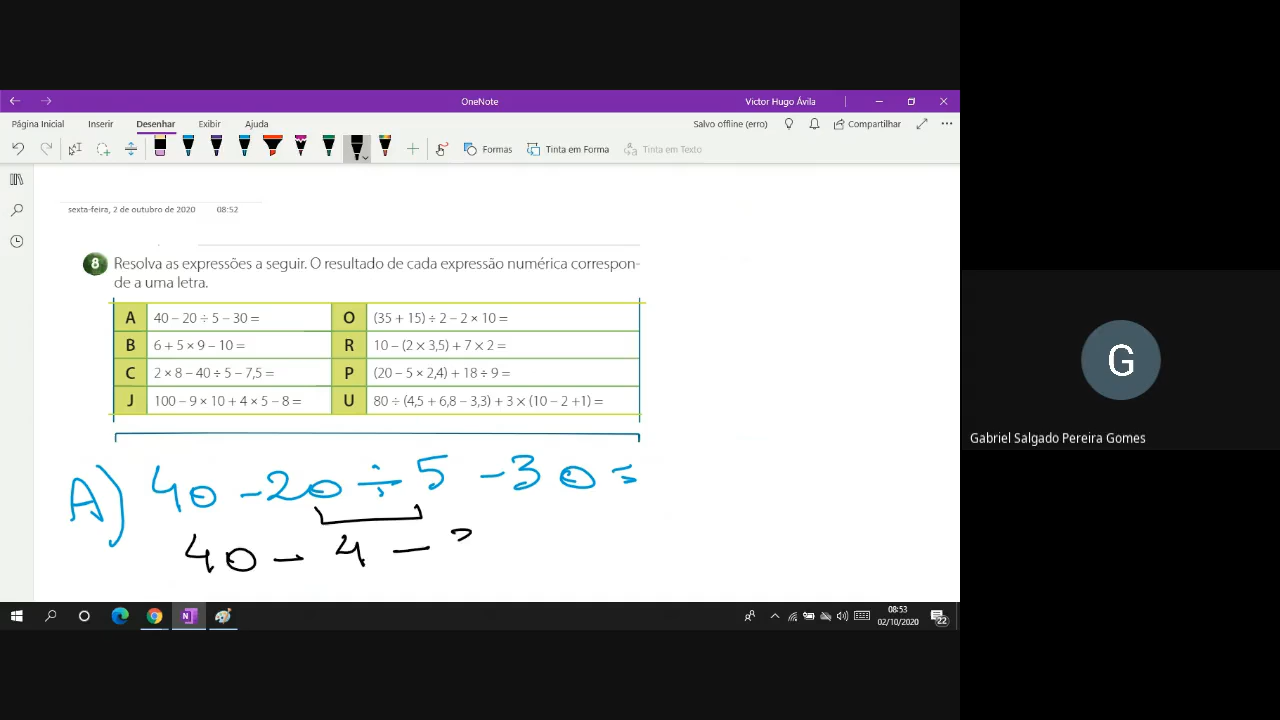 OneNote
Victor Hugo Ávila
Página Inicial Inserir Desenhar Exibir Ajuda
Salvo offline (erro) Compartilhar
Formas Tinta em Forma Tinta em Texto
sexta-feira, 2 de outubro de 2020 08:52
8 Resolva as expressões a seguir. O resultado de cada expressão numérica correspon-
de a uma letra.
A 40 – 20 ÷ 5 – 30 = O (35 + 15) ÷ 2 – 2 × 10 =
B 6 + 5 × 9 – 10 = R 10 – (2 × 3,5) + 7 × 2 =
C 2 × 8 – 40 ÷ 5 – 7,5 = P (20 – 5 × 2,4) + 18 ÷ 9 =
J 100 – 9 × 10 + 4 × 5 – 8 = U 80 ÷ (4,5 + 6,8 – 3,3) + 3 × (10 – 2 +1) =
A) 40 - 20 ÷ 5 - 30 =
40 - 4 -
G
Gabriel Salgado Pereira Gomes
N
08:53
02/10/2020
22